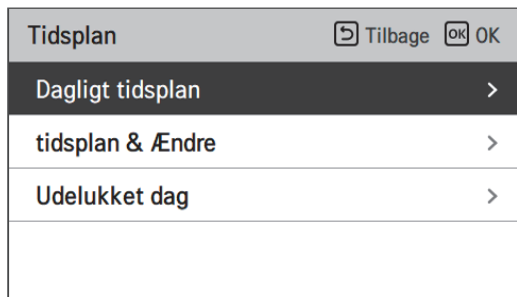 Tidsplan Tilbage OK OK
Dagligt tidsplan >
tidsplan & Ændre >
Udelukket dag >